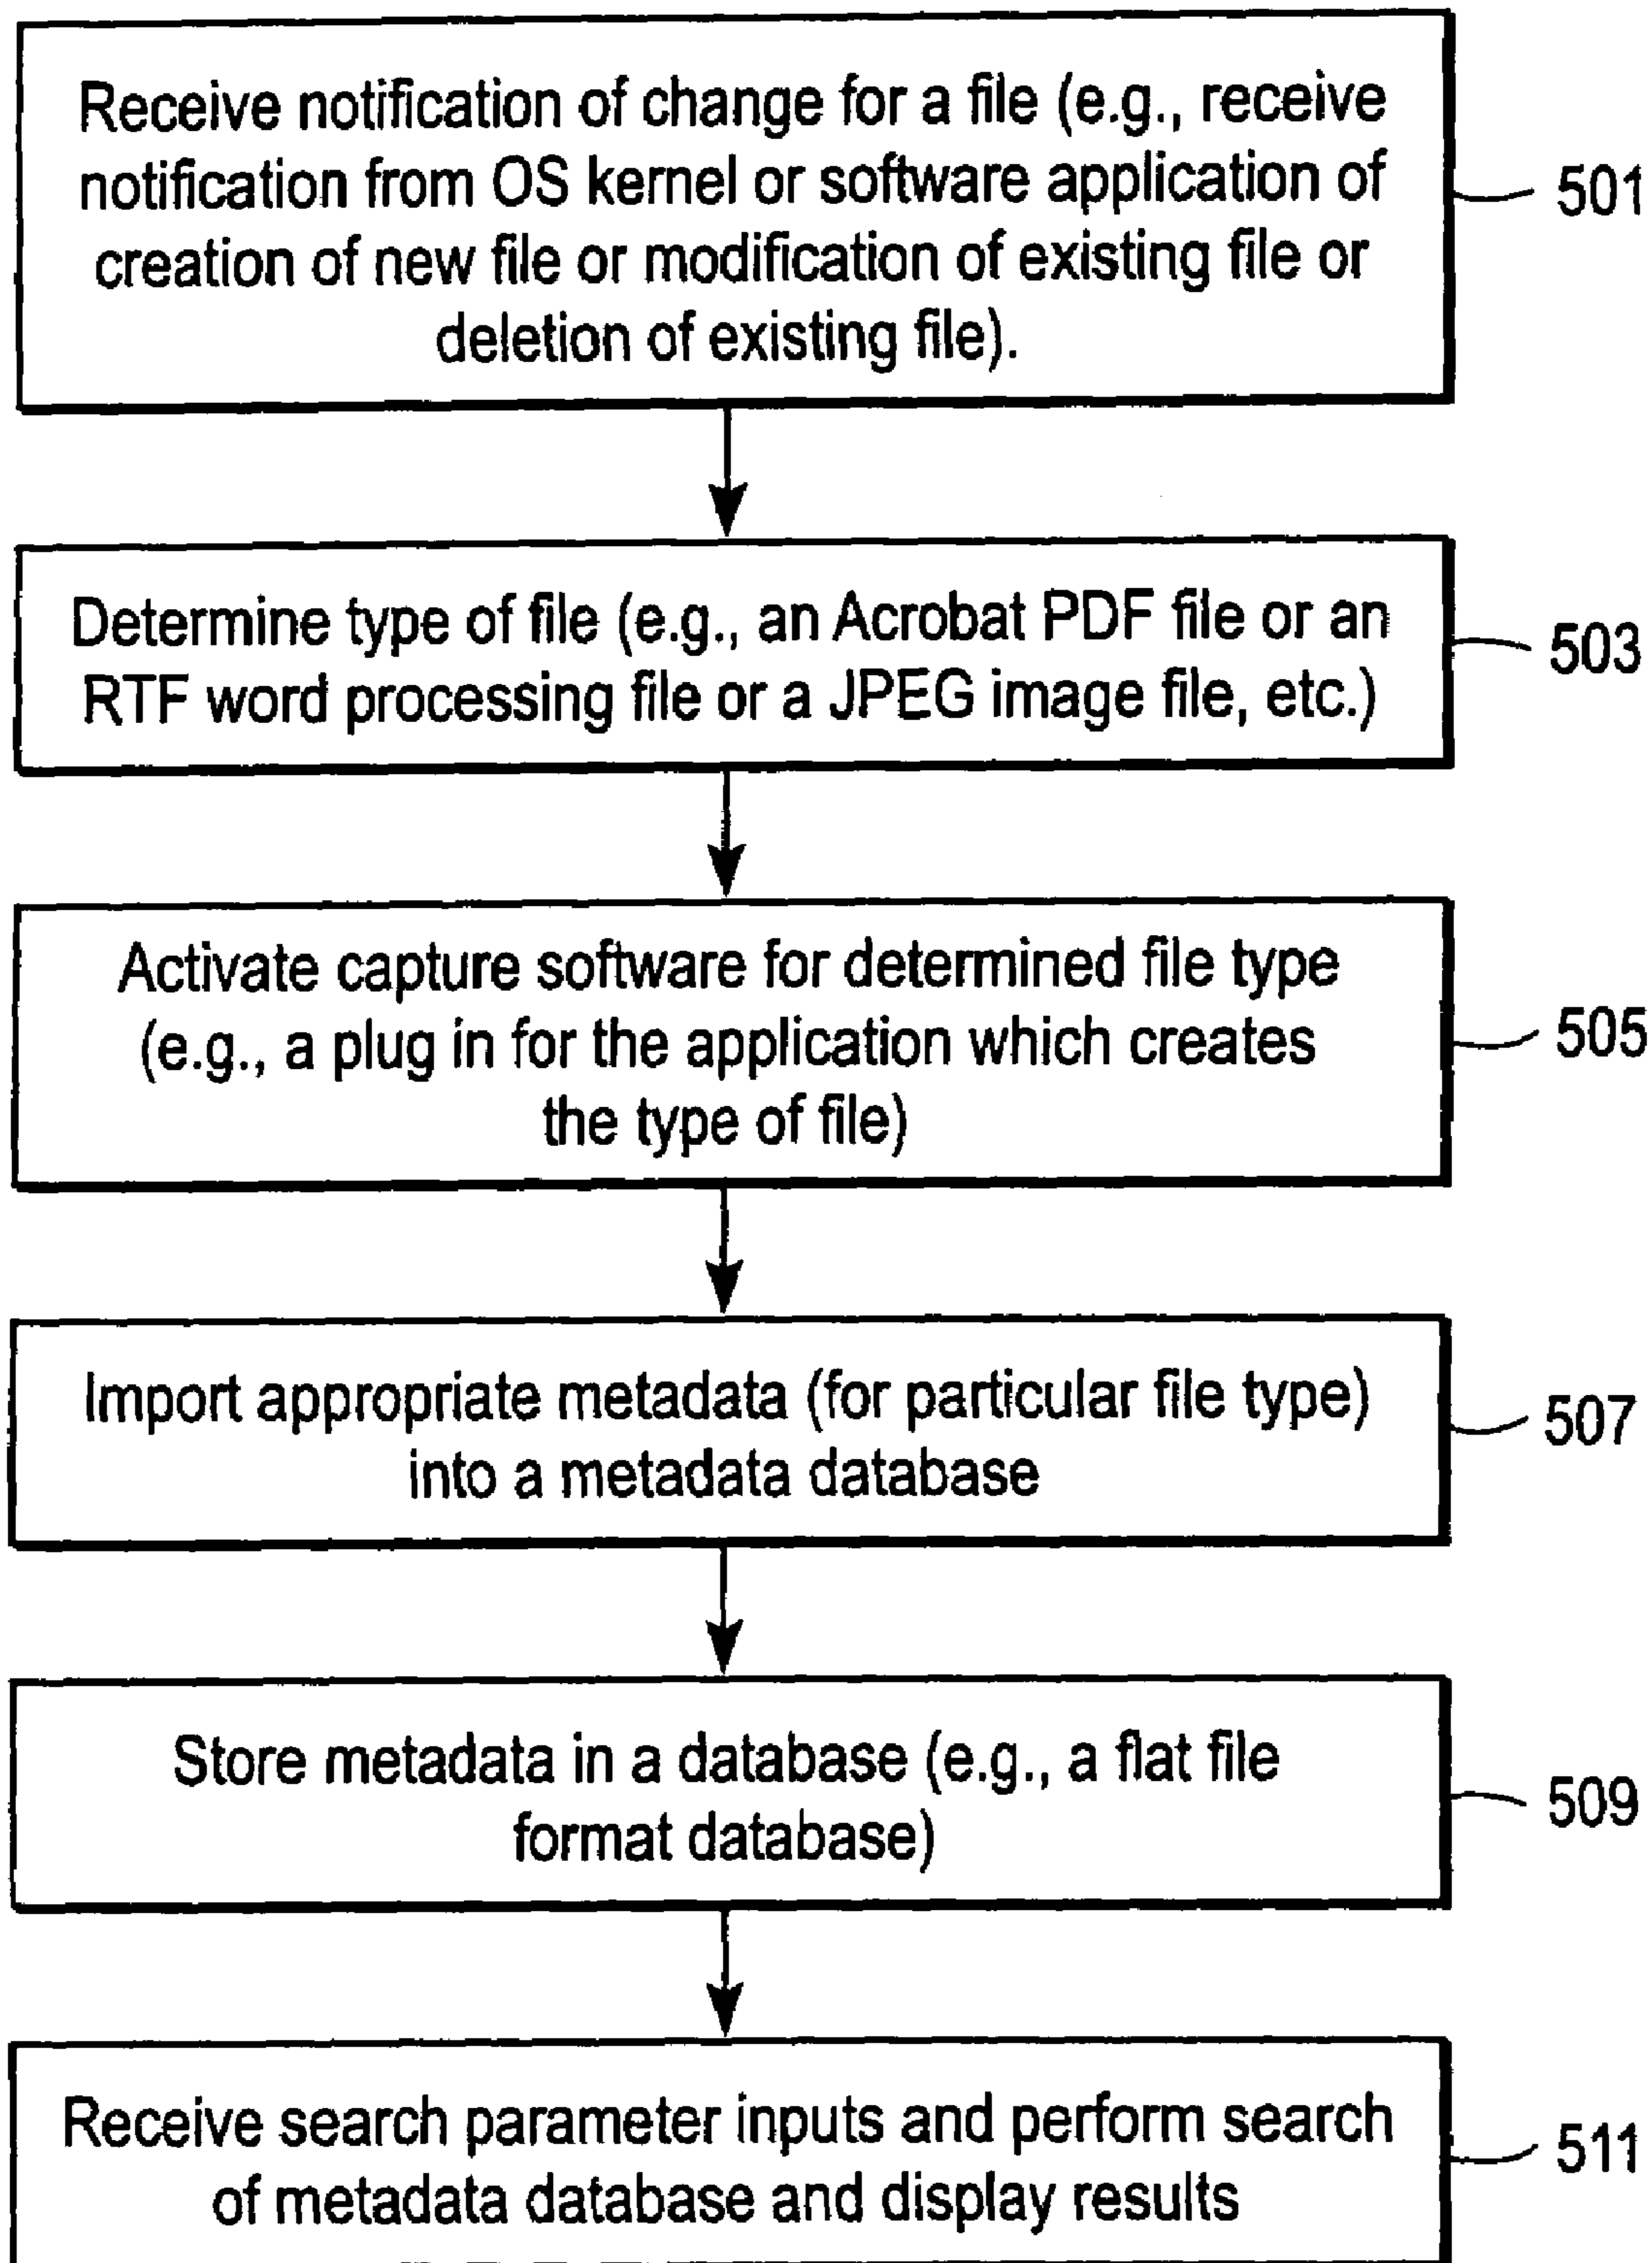 Receive notification of change for a file (e.g., receive
notification from OS kernel or software application of
creation of new file or modification of existing file or
deletion of existing file).
501
Determine type of file (e.g., an Acrobat PDF file or an
RTF word processing file or a JPEG image file, etc.)
503
Activate capture software for determined file type
(e.g., a plug in for the application which creates
the type of file)
505
Import appropriate metadata (for particular file type)
into a metadata database
507
Store metadata in a database (e.g., a flat file
format database)
509
Receive search parameter inputs and perform search
of metadata database and display results
511